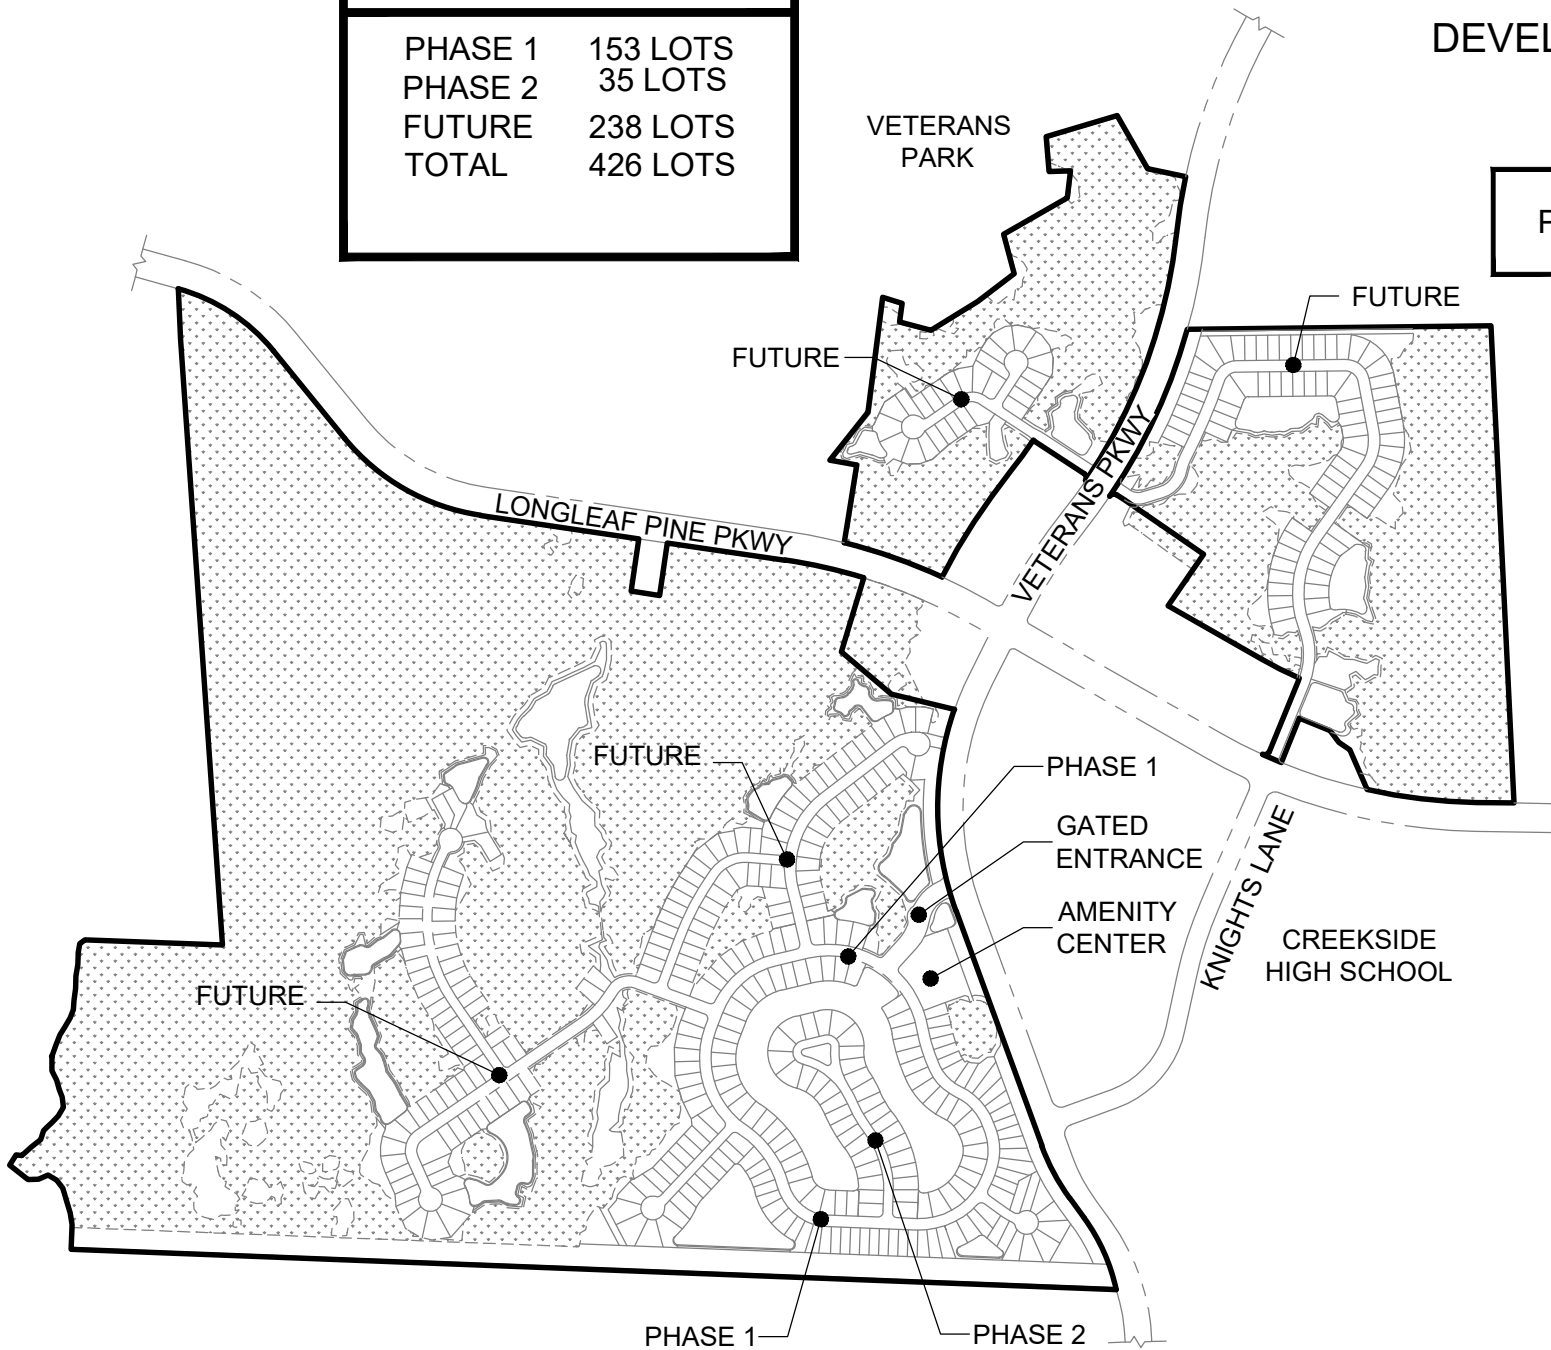 DEVEL
PHASE 1 153 LOTS
PHASE 2 35 LOTS
FUTURE 238 LOTS
TOTAL 426 LOTS
VETERANS
PARK
P
FUTURE
FUTURE
VETERANS PKWY
LONGLEAF PINE PKWY
VETERANS PKWY
FUTURE
PHASE 1
GATED
ENTRANCE
AMENITY
CENTER
KNIGHTS LANE
CREEKSIDE
HIGH SCHOOL
FUTURE
PHASE 1
PHASE 2